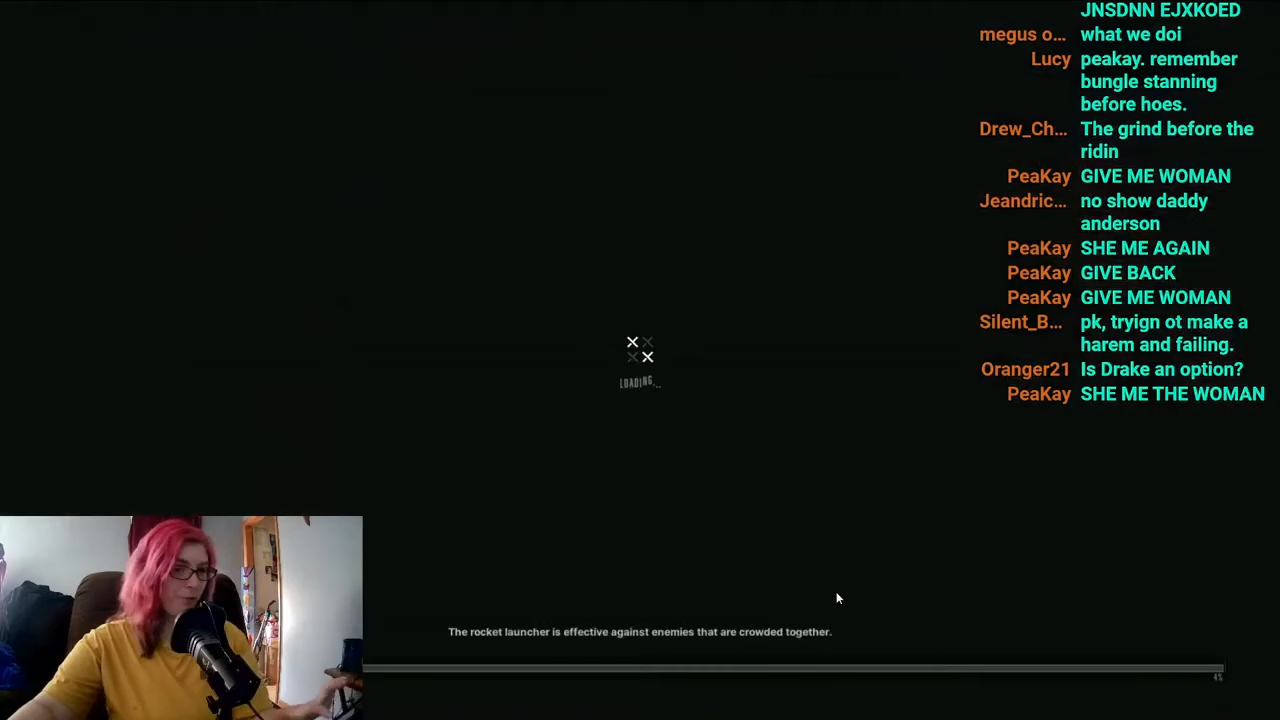 JNSDNN EJXKOED
megus o... what we doi
Lucy peakay. remember
bungle stanning
before hoes.
Drew_Ch... The grind before the
ridin
PeaKay GIVE ME WOMAN
Jeandric... no show daddy
anderson
PeaKay SHE ME AGAIN
PeaKay GIVE BACK
PeaKay GIVE ME WOMAN
Silent_B... pk, tryign ot make a
harem and failing.
Oranger21 Is Drake an option?
PeaKay SHE ME THE WOMAN
LOADING...
The rocket launcher is effective against enemies that are crowded together.
4%